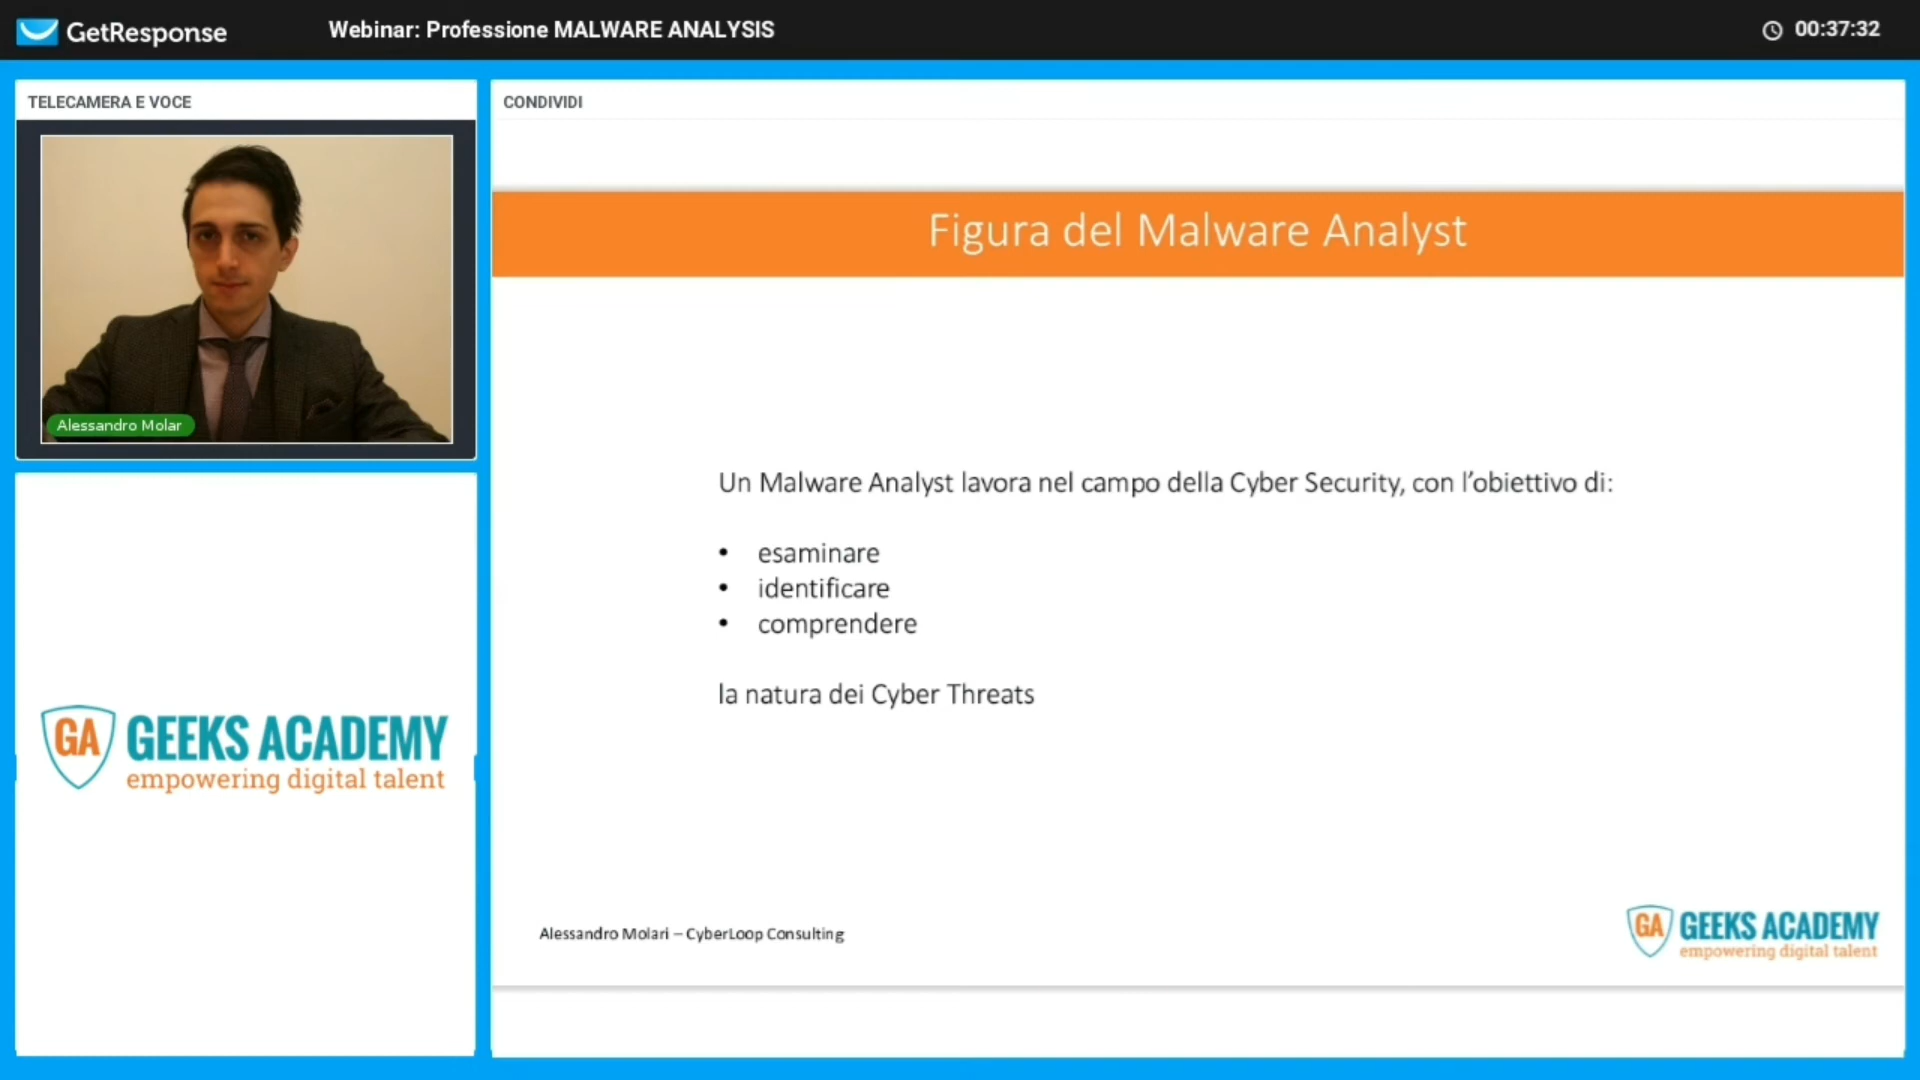 GetResponse
Webinar: Professione MALWARE ANALYSIS
00:37:32
TELECAMERA E VOCE
Alessandro Molar
GA
GEEKS ACADEMY
empowering digital talent
CONDIVIDI
Figura del Malware Analyst
Un Malware Analyst lavora nel campo della Cyber Security, con l’obiettivo di:
• esaminare
• identificare
• comprendere
la natura dei Cyber Threats
Alessandro Molari – CyberLoop Consulting
GA
GEEKS ACADEMY
empowering digital talent